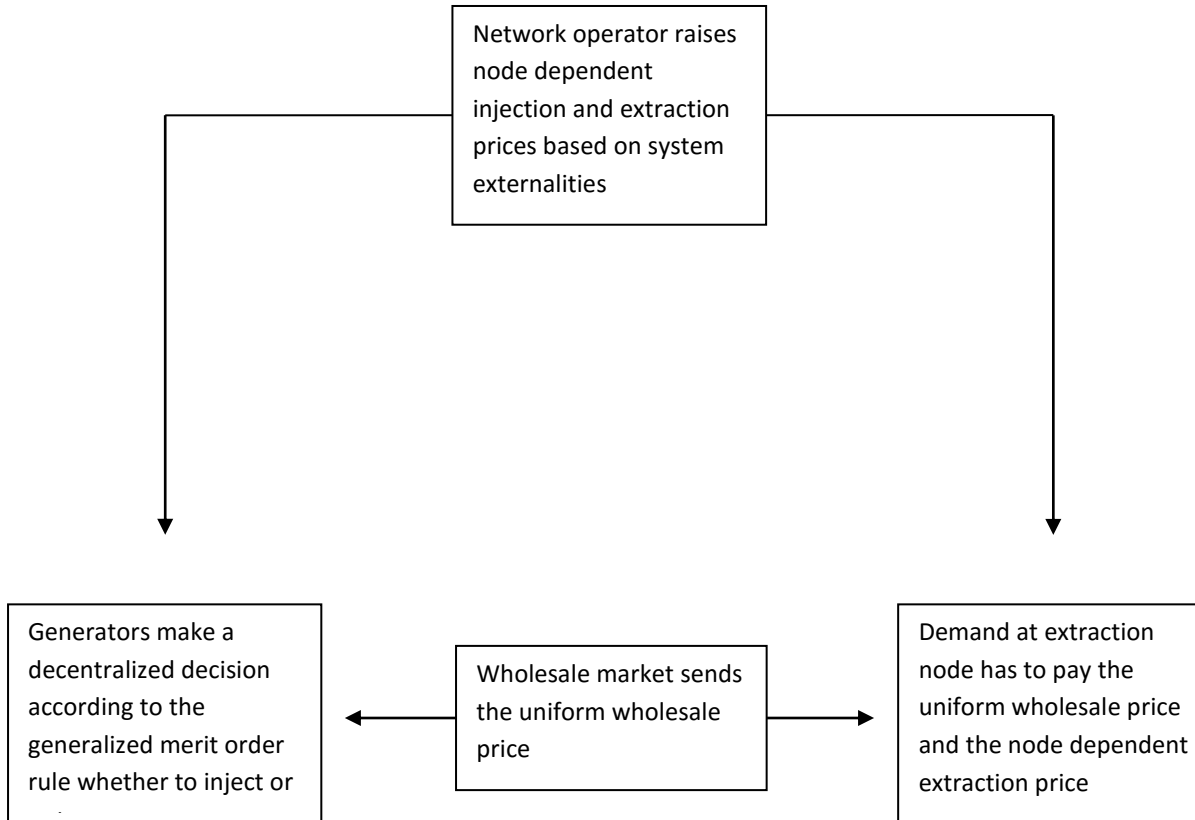 Network operator raises
node dependent
injection and extraction
prices based on system
externalities
Generators make a
decentralized decision
according to the
generalized merit order
rule whether to inject or
Wholesale market sends
the uniform wholesale
price
Demand at extraction
node has to pay the
uniform wholesale price
and the node dependent
extraction price